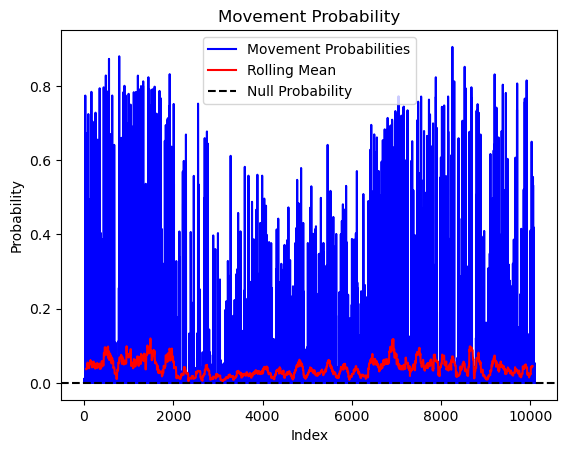 Movement Probability
Movement Probabilities
Rolling Mean
Null Probability
Probability
0.8
0.6
0.4
0.2
0.0
0 2000 4000 6000 8000 10000
Index